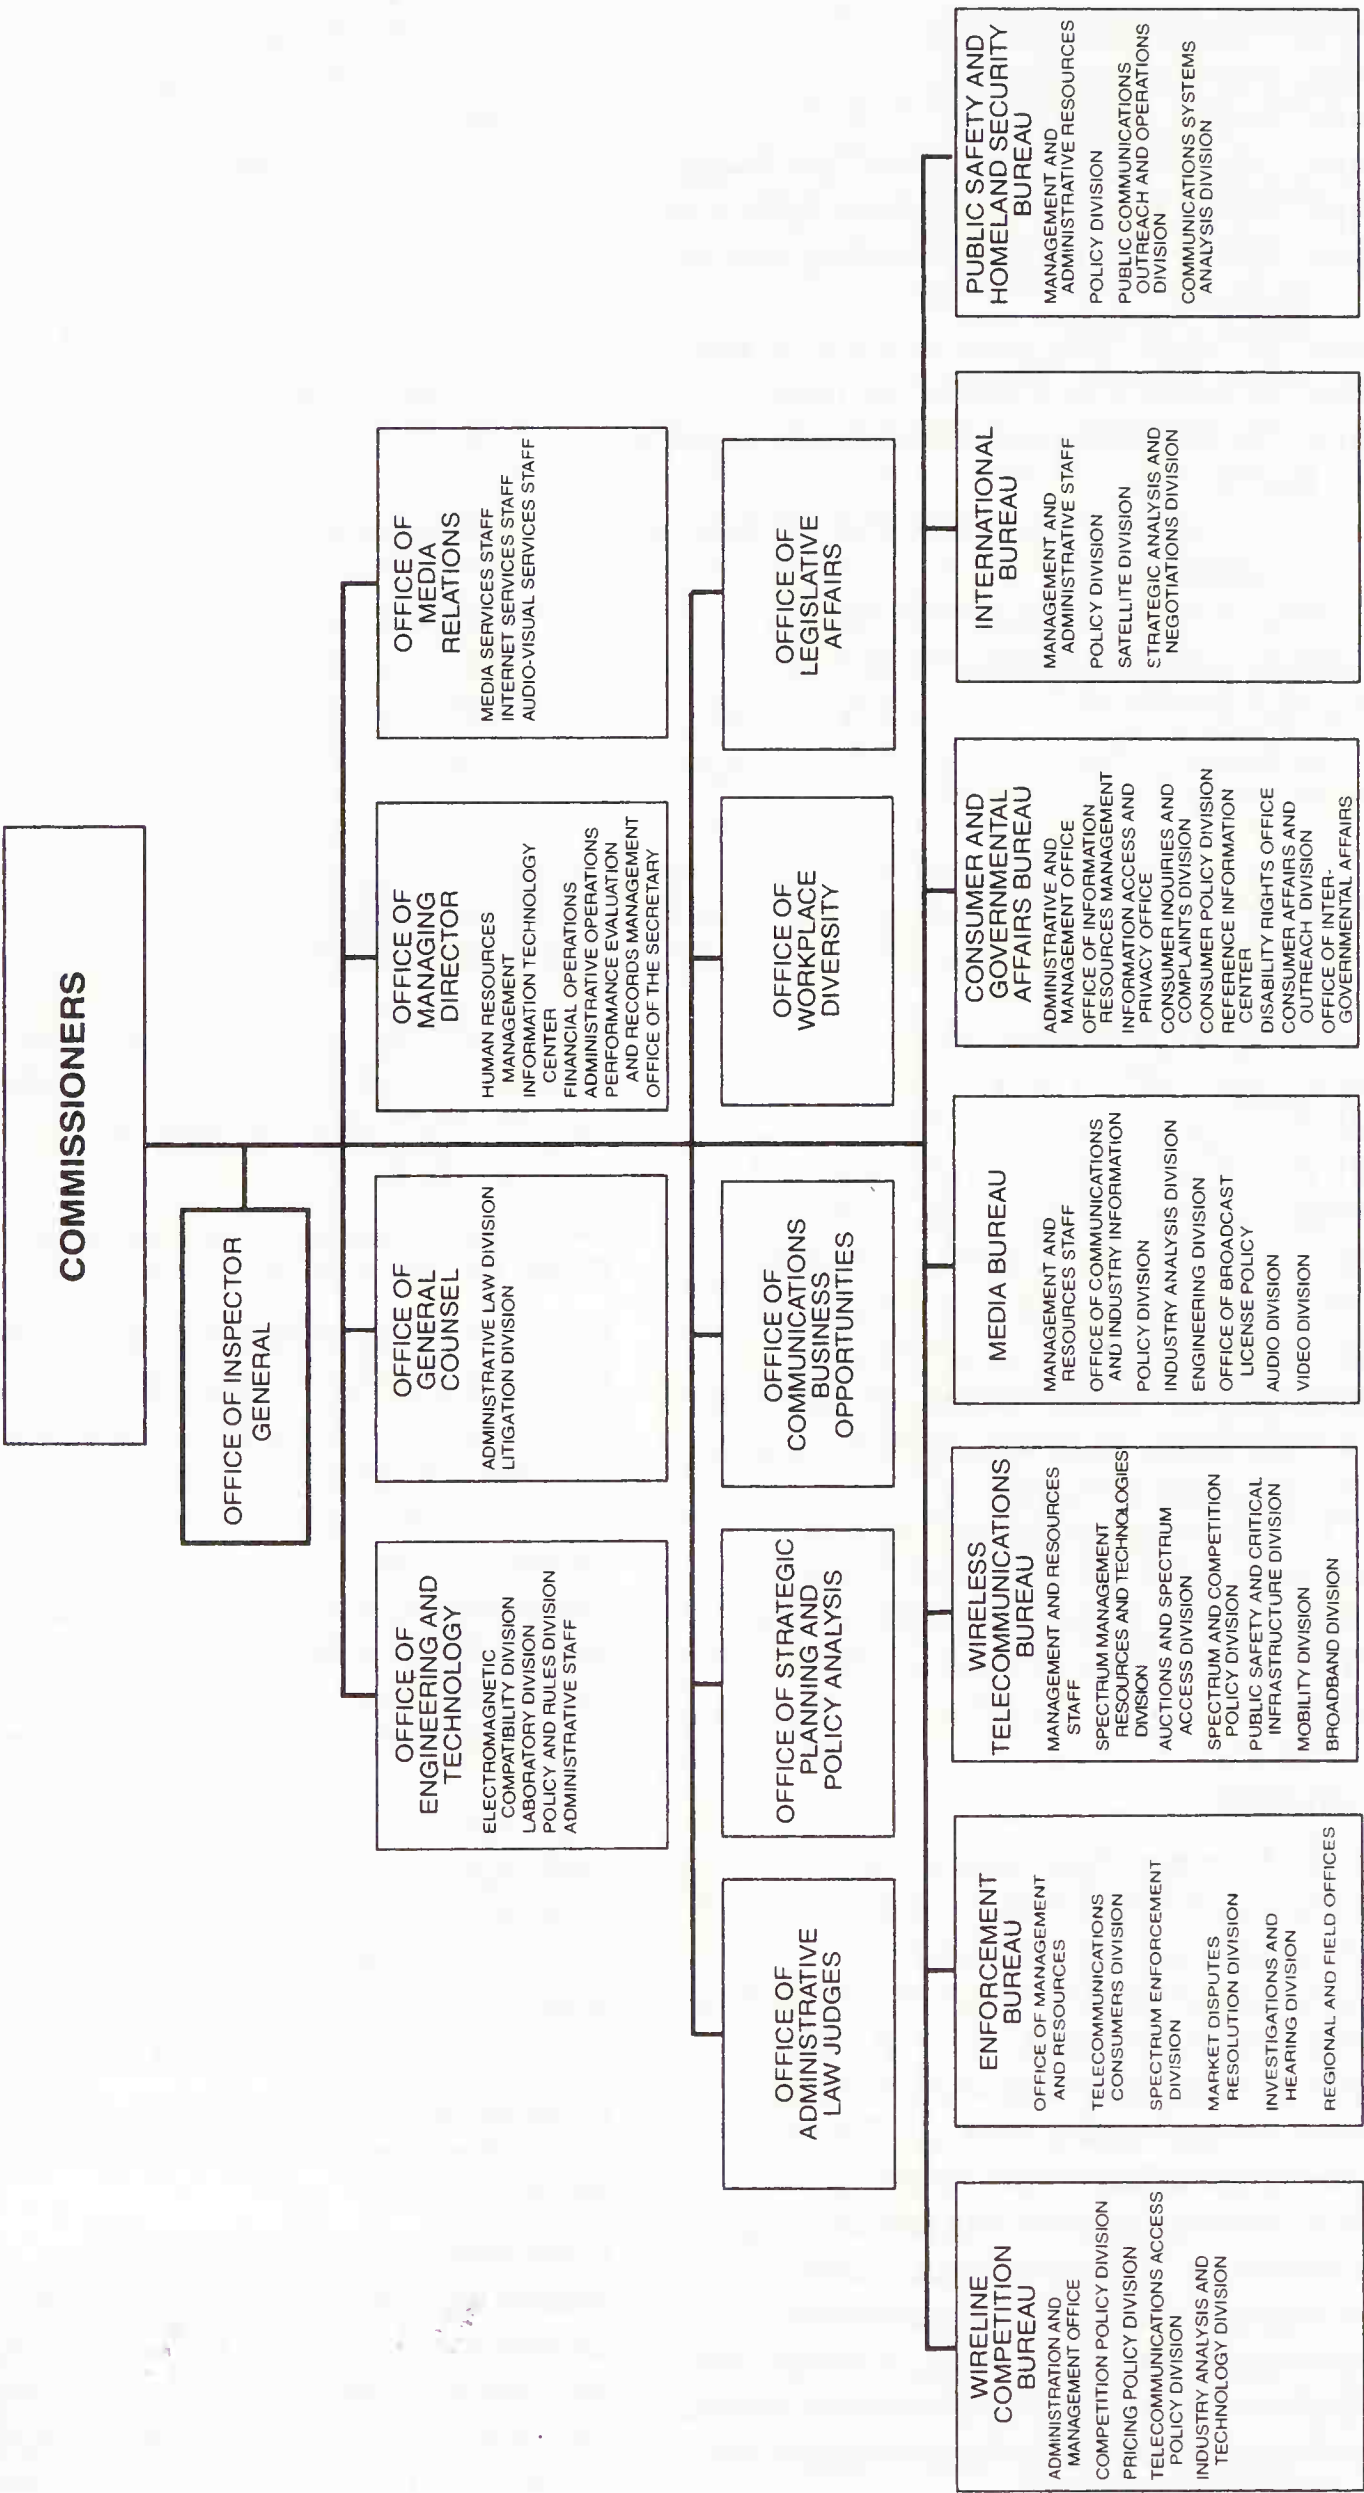 COMMISSIONERS
OFFICE OF INSPECTOR
GENERAL
OFFICE OF
ENGINEERING AND
TECHNOLOGY
ELECTROMAGNETIC
COMPATIBILITY DIVISION
LABORATORY DIVISION
POLICY AND RULES DIVISION
ADMINISTRATIVE STAFF
OFFICE OF
GENERAL
COUNSEL
ADMINISTRATIVE LAW DIVISION
LITIGATION DIVISION
OFFICE OF
MANAGING
DIRECTOR
HUMAN RESOURCES
MANAGEMENT
INFORMATION TECHNOLOGY
CENTER
FINANCIAL OPERATIONS
ADMINISTRATIVE OPERATIONS
PERFORMANCE EVALUATION
AND RECORDS MANAGEMENT
OFFICE OF THE SECRETARY
OFFICE OF
MEDIA
RELATIONS
MEDIA SERVICES STAFF
INTERNET SERVICES STAFF
AUDIO-VISUAL SERVICES STAFF
OFFICE OF
ADMINISTRATIVE
LAW JUDGES
OFFICE OF STRATEGIC
PLANNING AND
POLICY ANALYSIS
OFFICE OF
COMMUNICATIONS
BUSINESS
OPPORTUNITIES
OFFICE OF
WORKPLACE
DIVERSITY
OFFICE OF
LEGISLATIVE
AFFAIRS
WIRELINE
COMPETITION
BUREAU
ADMINISTRATION AND
MANAGEMENT OFFICE
COMPETITION POLICY DIVISION
PRICING POLICY DIVISION
TELECOMMUNICATIONS ACCESS
POLICY DIVISION
INDUSTRY ANALYSIS AND
TECHNOLOGY DIVISION
ENFORCEMENT
BUREAU
OFFICE OF MANAGEMENT
AND RESOURCES
TELECOMMUNICATIONS
CONSUMERS DIVISION
SPECTRUM ENFORCEMENT
DIVISION
MARKET DISPUTES
RESOLUTION DIVISION
INVESTIGATIONS AND
HEARING DIVISION
REGIONAL AND FIELD OFFICES
WIRELESS
TELECOMMUNICATIONS
BUREAU
MANAGEMENT AND RESOURCES
STAFF
SPECTRUM MANAGEMENT
RESOURCES AND TECHNOLOGIES
DIVISION
AUCTIONS AND SPECTRUM
ACCESS DIVISION
SPECTRUM AND COMPETITION
POLICY DIVISION
PUBLIC SAFETY AND CRITICAL
INFRASTRUCTURE DIVISION
MOBILITY DIVISION
BROADBAND DIVISION
MEDIA BUREAU
MANAGEMENT AND
RESOURCES STAFF
OFFICE OF COMMUNICATIONS
AND INDUSTRY INFORMATION
POLICY DIVISION
INDUSTRY ANALYSIS DIVISION
ENGINEERING DIVISION
OFFICE OF BROADCAST
LICENSE POLICY
AUDIO DIVISION
VIDEO DIVISION
CONSUMER AND
GOVERNMENTAL
AFFAIRS BUREAU
ADMINISTRATIVE AND
MANAGEMENT OFFICE
OFFICE OF INFORMATION
RESOURCES MANAGEMENT
INFORMATION ACCESS AND
PRIVACY OFFICE
CONSUMER INQUIRIES AND
COMPLAINTS DIVISION
CONSUMER POLICY DIVISION
REFERENCE INFORMATION
CENTER
DISABILITY RIGHTS OFFICE
CONSUMER AFFAIRS AND
OUTREACH DIVISION
OFFICE OF INTER-
GOVERNMENTAL AFFAIRS
INTERNATIONAL
BUREAU
MANAGEMENT AND
ADMINISTRATIVE STAFF
POLICY DIVISION
SATELLITE DIVISION
STRATEGIC ANALYSIS AND
NEGOTIATIONS DIVISION
PUBLIC SAFETY AND
HOMELAND SECURITY
BUREAU
MANAGEMENT AND
ADMINISTRATIVE RESOURCES
POLICY DIVISION
PUBLIC COMMUNICATIONS
OUTREACH AND OPERATIONS
DIVISION
COMMUNICATIONS SYSTEMS
ANALYSIS DIVISION